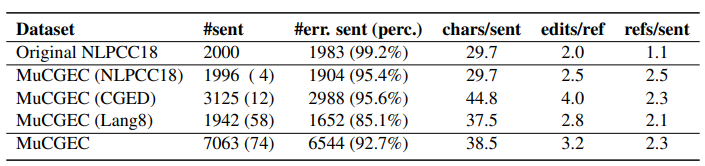 Dataset #sent #err. sent (perc.) chars/sent edits/ref refs/sent
Original NLPCC18 2000 1983 (99.2%) 29.7 2.0 1.1
MuCGEC (NLPCC18) 1996 ( 4) 1904 (95.4%) 29.7 2.5 2.5
MuCGEC (CGED) 3125 (12) 2988 (95.6%) 44.8 4.0 2.3
MuCGEC (Lang8) 1942 (58) 1652 (85.1%) 37.5 2.8 2.1
MuCGEC 7063 (74) 6544 (92.7%) 38.5 3.2 2.3